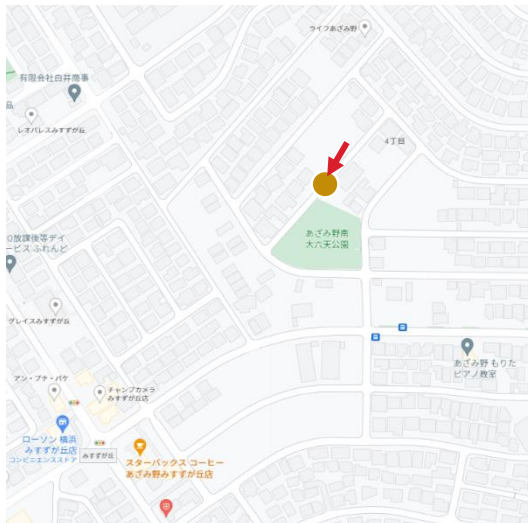 ライフあざみ野
有限会社白井商事
品
レオパレスみすずが丘
4丁目
あざみ野南
大六天公園
放課後等デイ
ービス ふれんど
グレイスみすずが丘
あざみ野 もりた
ピアノ教室
アン・プチ・パケ
チャンプカメラ
みすずが丘店
ローソン 横浜
みすずが丘店
コンビニエンスストア
みすずが丘
スターバックス コーヒー
あざみ野みすずが丘店